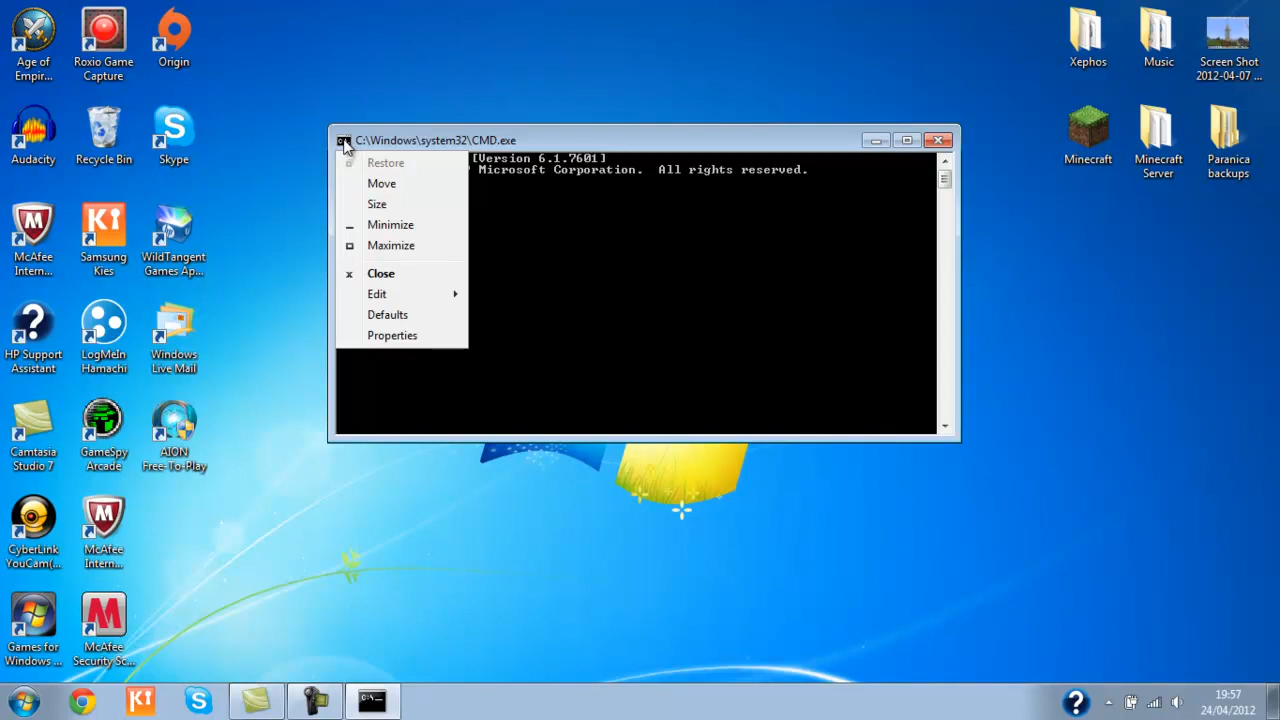 Age of
Empir...
Roxio Game
Capture
Origin
Xephos
Music
Screen Shot
2012-04-07 ...
Audacity
Recycle Bin
Skype
Minecraft
Minecraft
Server
Paranica
backups
C:\Windows\system32\CMD.exe
[Version 6.1.7601]
Microsoft Corporation.  All rights reserved.
Restore
Move
Size
Minimize
Maximize
Close
Edit
Defaults
Properties
McAfee
Intern...
Samsung
Kies
WildTangent
Games Ap...
HP Support
Assistant
LogMeIn
Hamachi
Windows
Live Mail
Camtasia
Studio 7
GameSpy
Arcade
AION
Free-To-Play
CyberLink
YouCam(...
McAfee
Intern...
Games for
Windows ...
McAfee
Security Sc...
19:57
24/04/2012